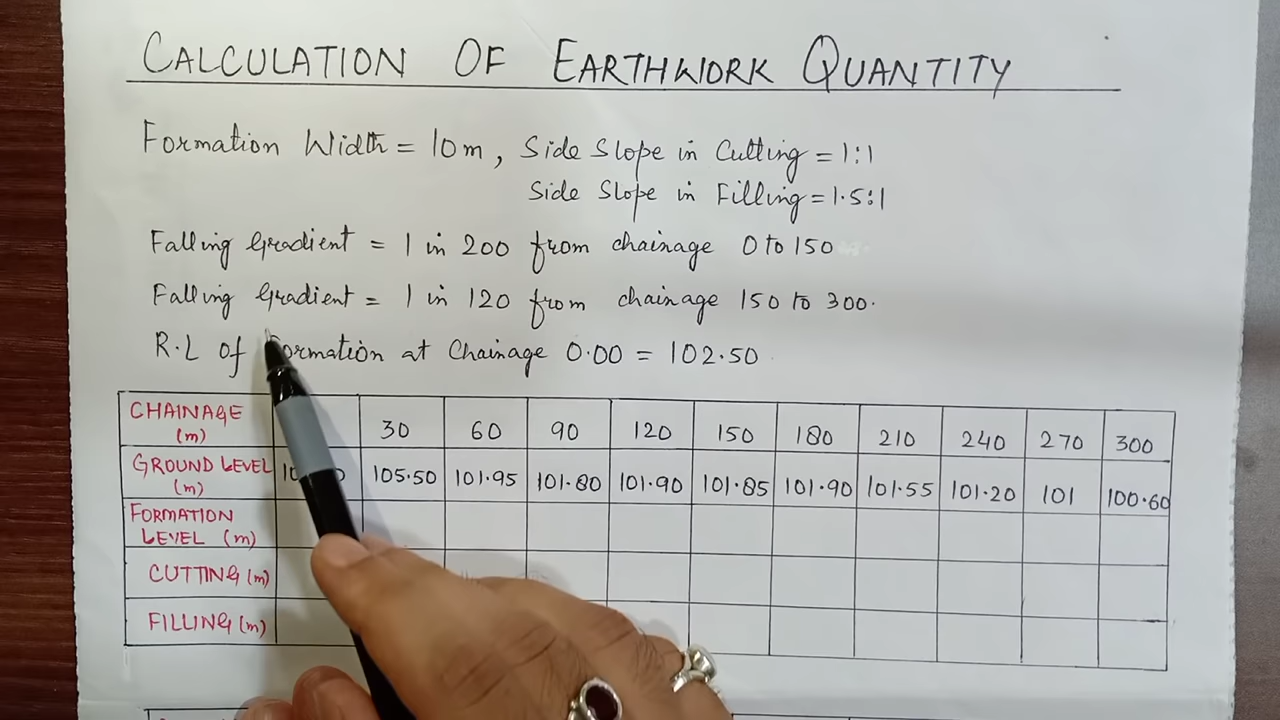 CALCULATION OF EARTHWORK QUANTITY
Formation Width = 10m, Side Slope in Cutting = 1:1
Side Slope in Filling = 1.5:1
Falling Gradient = 1 in 200 from chainage 0 to 150
Falling Gradient = 1 in 120 from chainage 150 to 300.
R.L of Formation at Chainage 0.00 = 102.50
CHAINAGE (m) 30 60 90 120 150 180 210 240 270 300
GROUND LEVEL (m) 105.50 101.95 101.80 101.90 101.85 101.90 101.55 101.20 101 100.60
FORMATION LEVEL (m)
CUTTING (m)
FILLING (m)